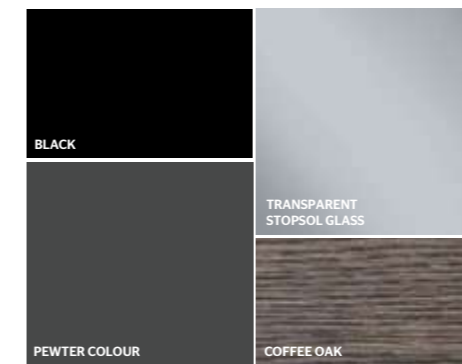 BLACK
TRANSPARENT
STOPSOL GLASS
PEWTER COLOUR
COFFEE OAK